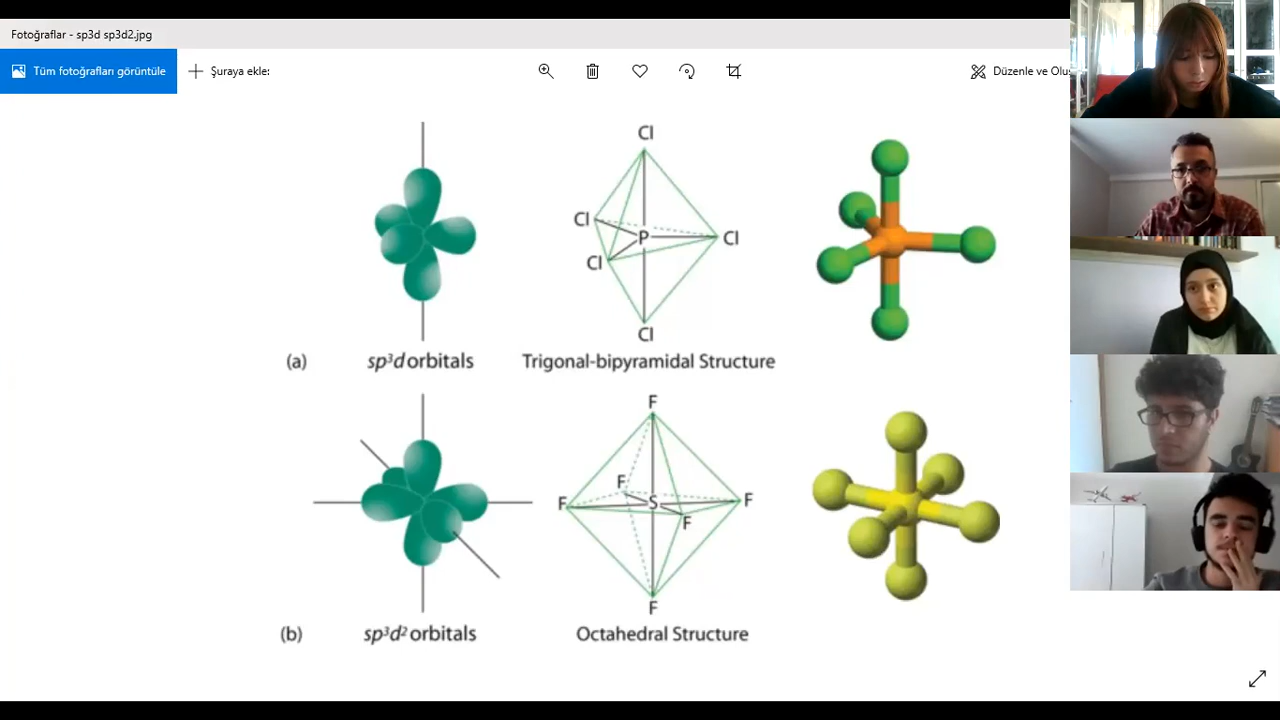 Fotoğraflar - sp3d sp3d2.jpg
Tüm fotoğrafları görüntüle
Şuraya ekle:
Düzenle ve Olu
Cl
Cl
P
Cl
Cl
Cl
(a)
sp³d orbitals
Trigonal-bipyramidal Structure
F
F
F
S
F
F
F
(b)
sp³d² orbitals
Octahedral Structure